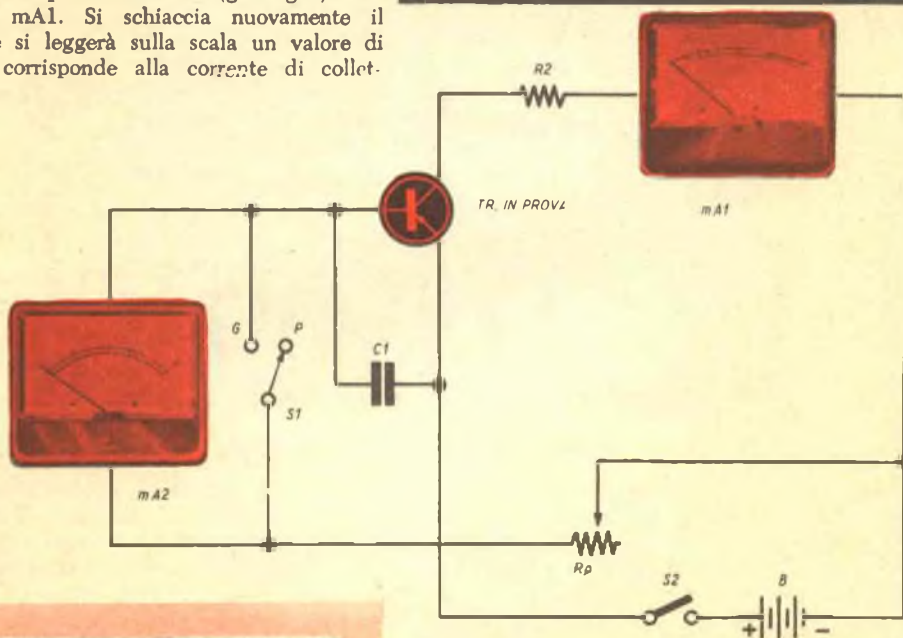 mA1. Si schiaccia nuovamente il
si leggerà sulla scala un valore di
corrisponde alla corrente di collet-
R2
mA1
TR. IN PROVA
G
P
C1
S1
mA2
Rp
S2
B
+
−